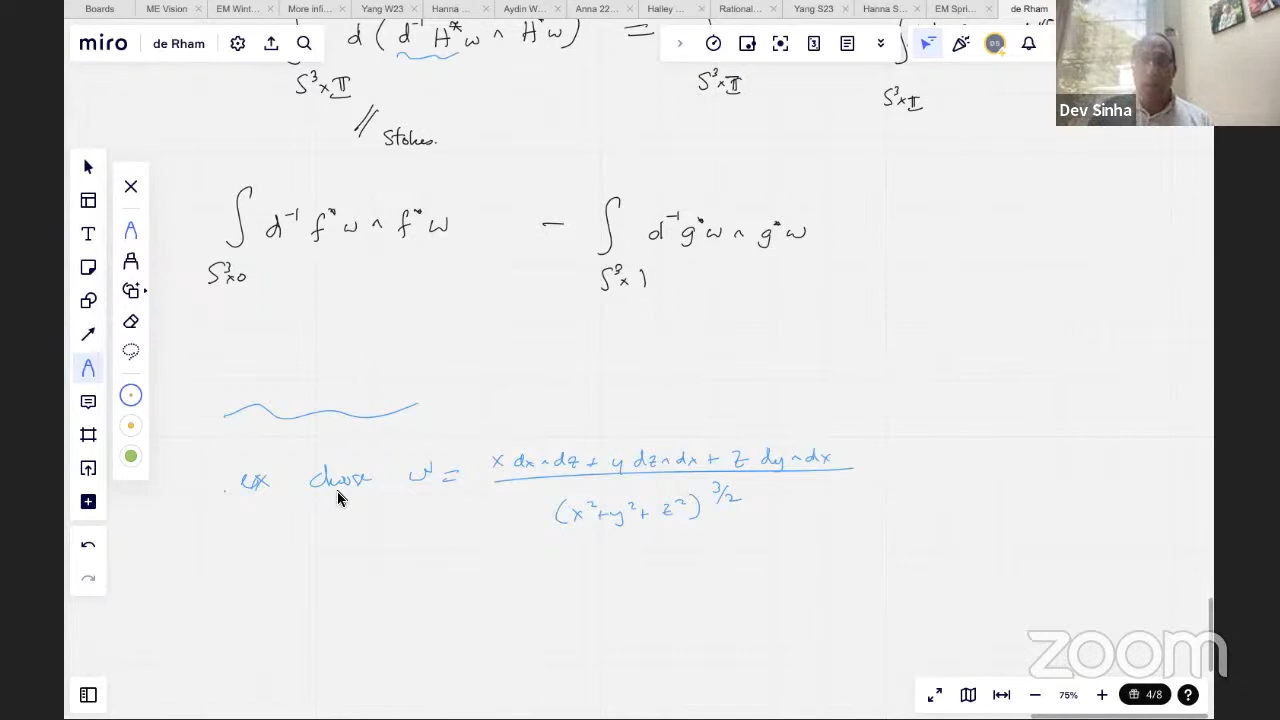 Boards ME Vision EM Wint... More infi... Yang W23 Hanna ... Aydin W... Anna 22... Halley ... Rational... Yang S23 Hanna S... EM Spri... de Rham
miro de Rham
d ( d⁻¹ H*ω ∧ H*ω ) =
S³×I S³×I S³×I
// Stokes.
∫ d⁻¹ f*ω ∧ f*ω − ∫ d⁻¹ g*ω ∧ g*ω
S³×0 S³×1
ex choose ω = x dx∧dz + y dz∧dx + z dy∧dx
(x²+y²+z²)^3/2
Dev Sinha
DS
zoom
75% 4/8 ?